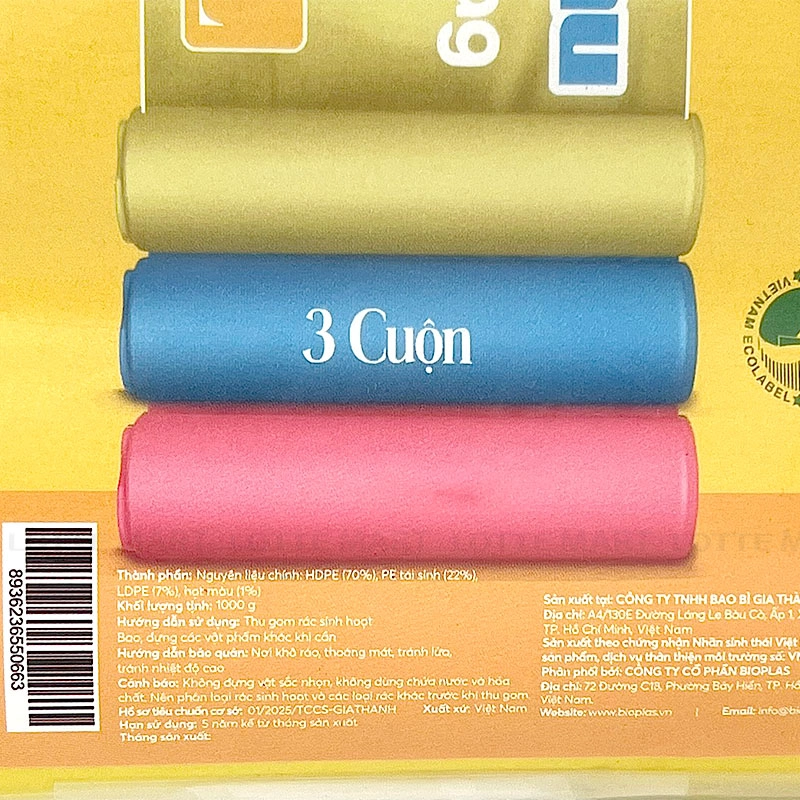 3 Cuộn
VIETNAM ECOLABEL
8936236550663
Thành phần: Nguyên liệu chính: HDPE (70%), PE tái sinh (22%),
LDPE (7%), hạt màu (1%)
Khối lượng tịnh: 1000 g
Hướng dẫn sử dụng: Thu gom rác sinh hoạt
Bao, đựng các vật phẩm khác khi cần
Hướng dẫn bảo quản: Nơi khô ráo, thoáng mát, tránh lửa,
tránh nhiệt độ cao
Cảnh báo: Không đựng vật sắc nhọn, không dùng chứa nước và hóa
chất. Nên phân loại rác sinh hoạt và các loại rác khác trước khi thu gom
Hồ sơ tiêu chuẩn cơ sở: 01/2025/TCCS-GIATHANH Xuất xứ: Việt Nam
Hạn sử dụng: 5 năm kể từ tháng sản xuất
Tháng sản xuất:
Sản xuất tại: CÔNG TY TNHH BAO BÌ GIA THÀ
Địa chỉ: A4/130E Đường Láng Le Bàu Cò, Ấp 1,
TP. Hồ Chí Minh, Việt Nam
Sản xuất theo chứng nhận Nhãn sinh thái Việt
sản phẩm, dịch vụ thân thiện môi trường số: VN
Phân phối bởi: CÔNG TY CỔ PHẦN BIOPLAS
Địa chỉ: 72 Đường C18, Phường Bảy Hiền, TP. Hồ
Việt Nam.
Website: www.bioplas.vn | Email: info@bio